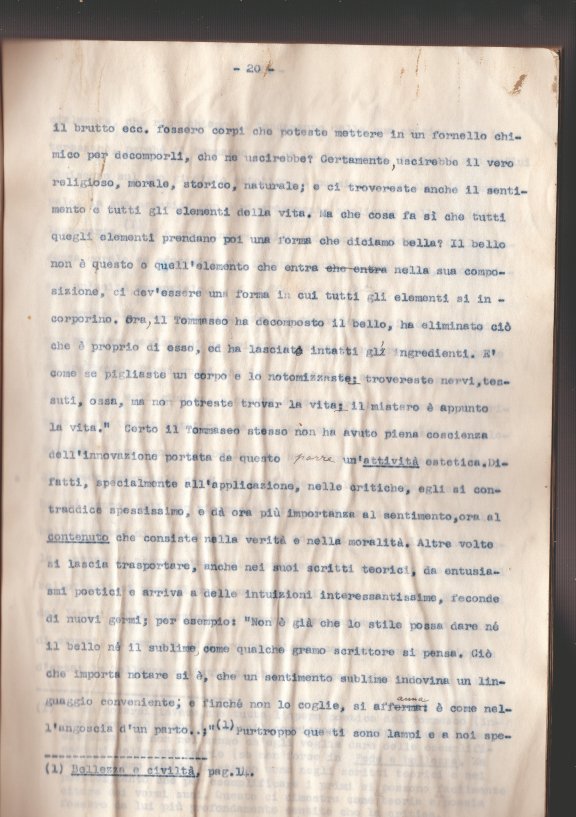 - 20 -
il brutto ecc. fossero corpi che poteste mettere in un fornello chi-
mico per decomporli, che ne uscirebbe? Certamente, uscirebbe il vero
religioso, morale, storico, naturale; e ci trovereste anche il senti-
mento e tutti gli elementi della vita. Ma che cosa fa sì che tutti
quegli elementi prendano poi una forma che diciamo bella? Il bello
non è questo o quell'elemento che entra che entra nella sua compo-
sizione, ci dev'essere una forma in cui tutti gli elementi si in -
corporino. Ora, il Tommaseo ha decomposto il bello, ha eliminato ciò
che è proprio di esso, ed ha lasciato intatti gli ingredienti. E'
come se pigliaste un corpo e lo notomizzaste; trovereste nervi, tes-
suti, ossa, ma non potreste trovar la vita; il mistero è appunto
la vita." Certo il Tommaseo stesso non ha avuto piena coscienza
dell'innovazione portata da questo porre un'attività estetica. Di-
fatti, specialmente all'applicazione, nelle critiche, egli si con-
traddice spessissimo, e dà ora più importanza al sentimento, ora al
contenuto che consiste nella verità e nella moralità. Altre volte
si lascia trasportare, anche nei suoi scritti teorici, da entusia-
smi poetici e arriva a delle intuizioni interessantissime, feconde
di nuovi germi; per esempio: "Non è già che lo stile possa dare né
il bello né il sublime, come qualche gramo scrittore si pensa. Ciò
che importa notare si è, che un sentimento sublime indovina un lin-
guaggio conveniente; e finché non lo coglie, si afferma: anna è come nel-
l'angoscia d'un parto..;"(1) Purtroppo que ti sono lampi e a noi spe-
(1) Bellezza e civiltà, pag.14.